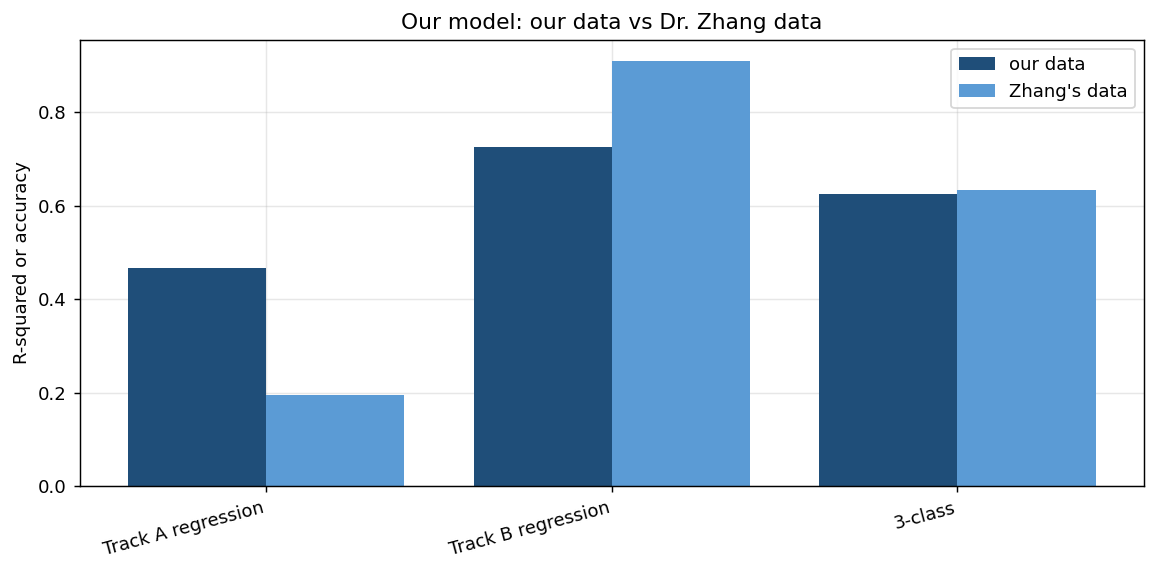 Our model: our data vs Dr. Zhang data
our data
Zhang's data
R-squared or accuracy
0.8
0.6
0.4
0.2
0.0
Track A regression
Track B regression
3-class